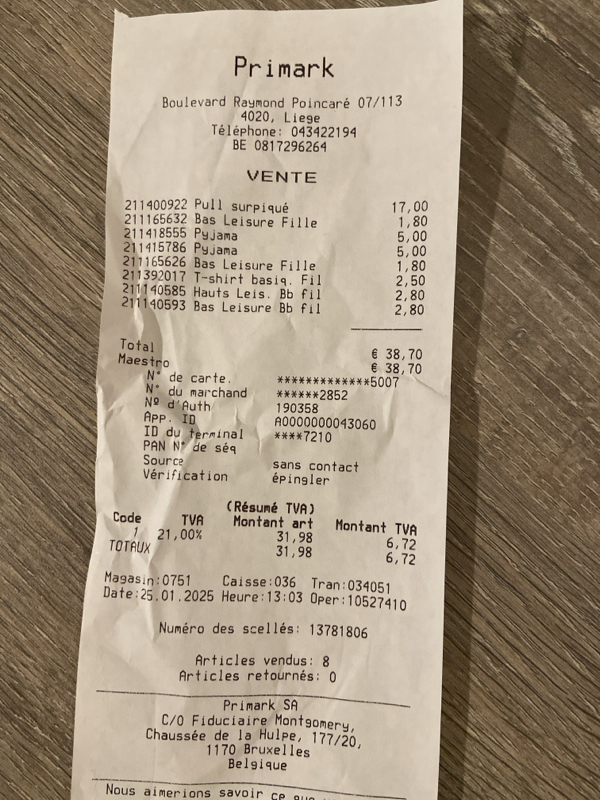 Primark
Boulevard Raymond Poincaré 07/113
4020, Liege
Téléphone: 043422194
BE 0817296264
VENTE
211400922 Pull surpiqué 17,00
211165632 Bas Leisure Fille 1,80
211418555 Pyjama 5,00
211415786 Pyjama 5,00
211165626 Bas Leisure Fille 1,80
211392017 T-shirt basiq. Fil 2,50
211140585 Hauts Leis. Bb fil 2,80
211140593 Bas Leisure Bb fil 2,80
Total € 38,70
Maestro € 38,70
N° de carte. *************5007
N° du marchand ******2852
Nº d'Auth 190358
App. ID A0000000043060
ID du terminal ****7210
PAN N° de séq
Source sans contact
Vérification épingler
(Résumé TVA)
Code TVA Montant art Montant TVA
1 21,00% 31,98 6,72
TOTAUX 31,98 6,72
Magasin:0751 Caisse:036 Tran:034051
Date:25.01.2025 Heure:13:03 Oper:10527410
Numéro des scellés: 13781806
Articles vendus: 8
Articles retournés: 0
Primark SA
C/O Fiduciaire Montgomery,
Chaussée de la Hulpe, 177/20,
1170 Bruxelles
Belgique
Nous aimerions savoir ce que